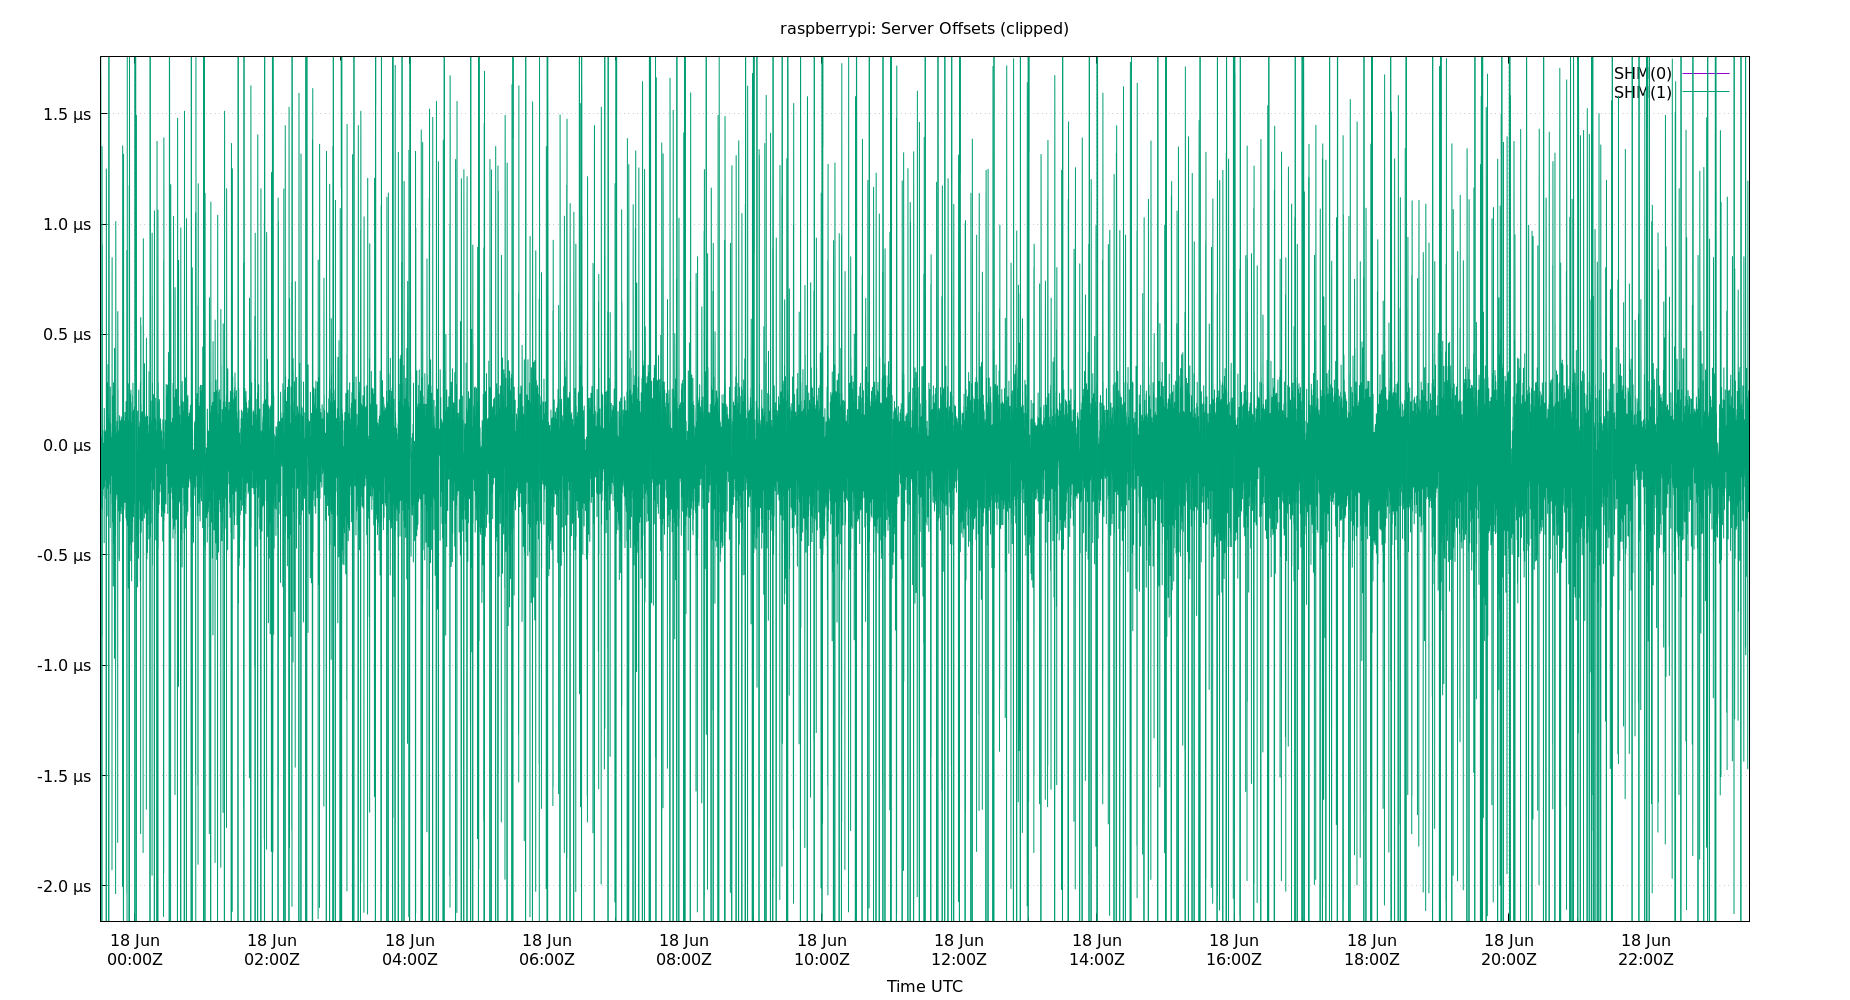 raspberrypi: Server Offsets (clipped)
SHM(0)
SHM(1)
1.5 µs
1.0 µs
0.5 µs
0.0 µs
-0.5 µs
-1.0 µs
-1.5 µs
-2.0 µs
18 Jun 18 Jun 18 Jun 18 Jun 18 Jun 18 Jun 18 Jun 18 Jun 18 Jun 18 Jun 18 Jun 18 Jun
00:00Z 02:00Z 04:00Z 06:00Z 08:00Z 10:00Z 12:00Z 14:00Z 16:00Z 18:00Z 20:00Z 22:00Z
Time UTC